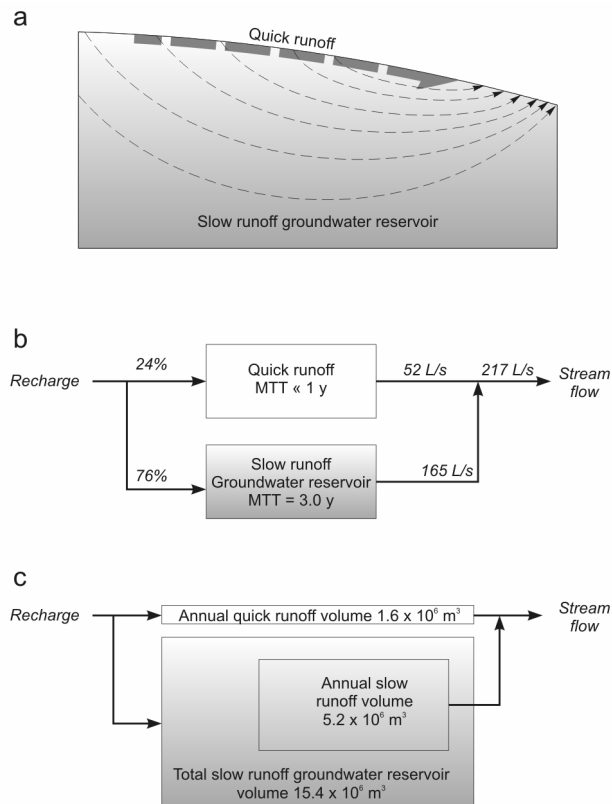 a
Quick runoff
Slow runoff groundwater reservoir
b
Recharge
24%
Quick runoff
MTT « 1 y
52 L/s
217 L/s
Stream
flow
76%
Slow runoff
Groundwater reservoir
MTT = 3.0 y
165 L/s
c
Recharge
Annual quick runoff volume 1.6 x 10⁶ m³
Stream
flow
Annual slow
runoff volume
5.2 x 10⁶ m³
Total slow runoff groundwater reservoir
volume 15.4 x 10⁶ m³